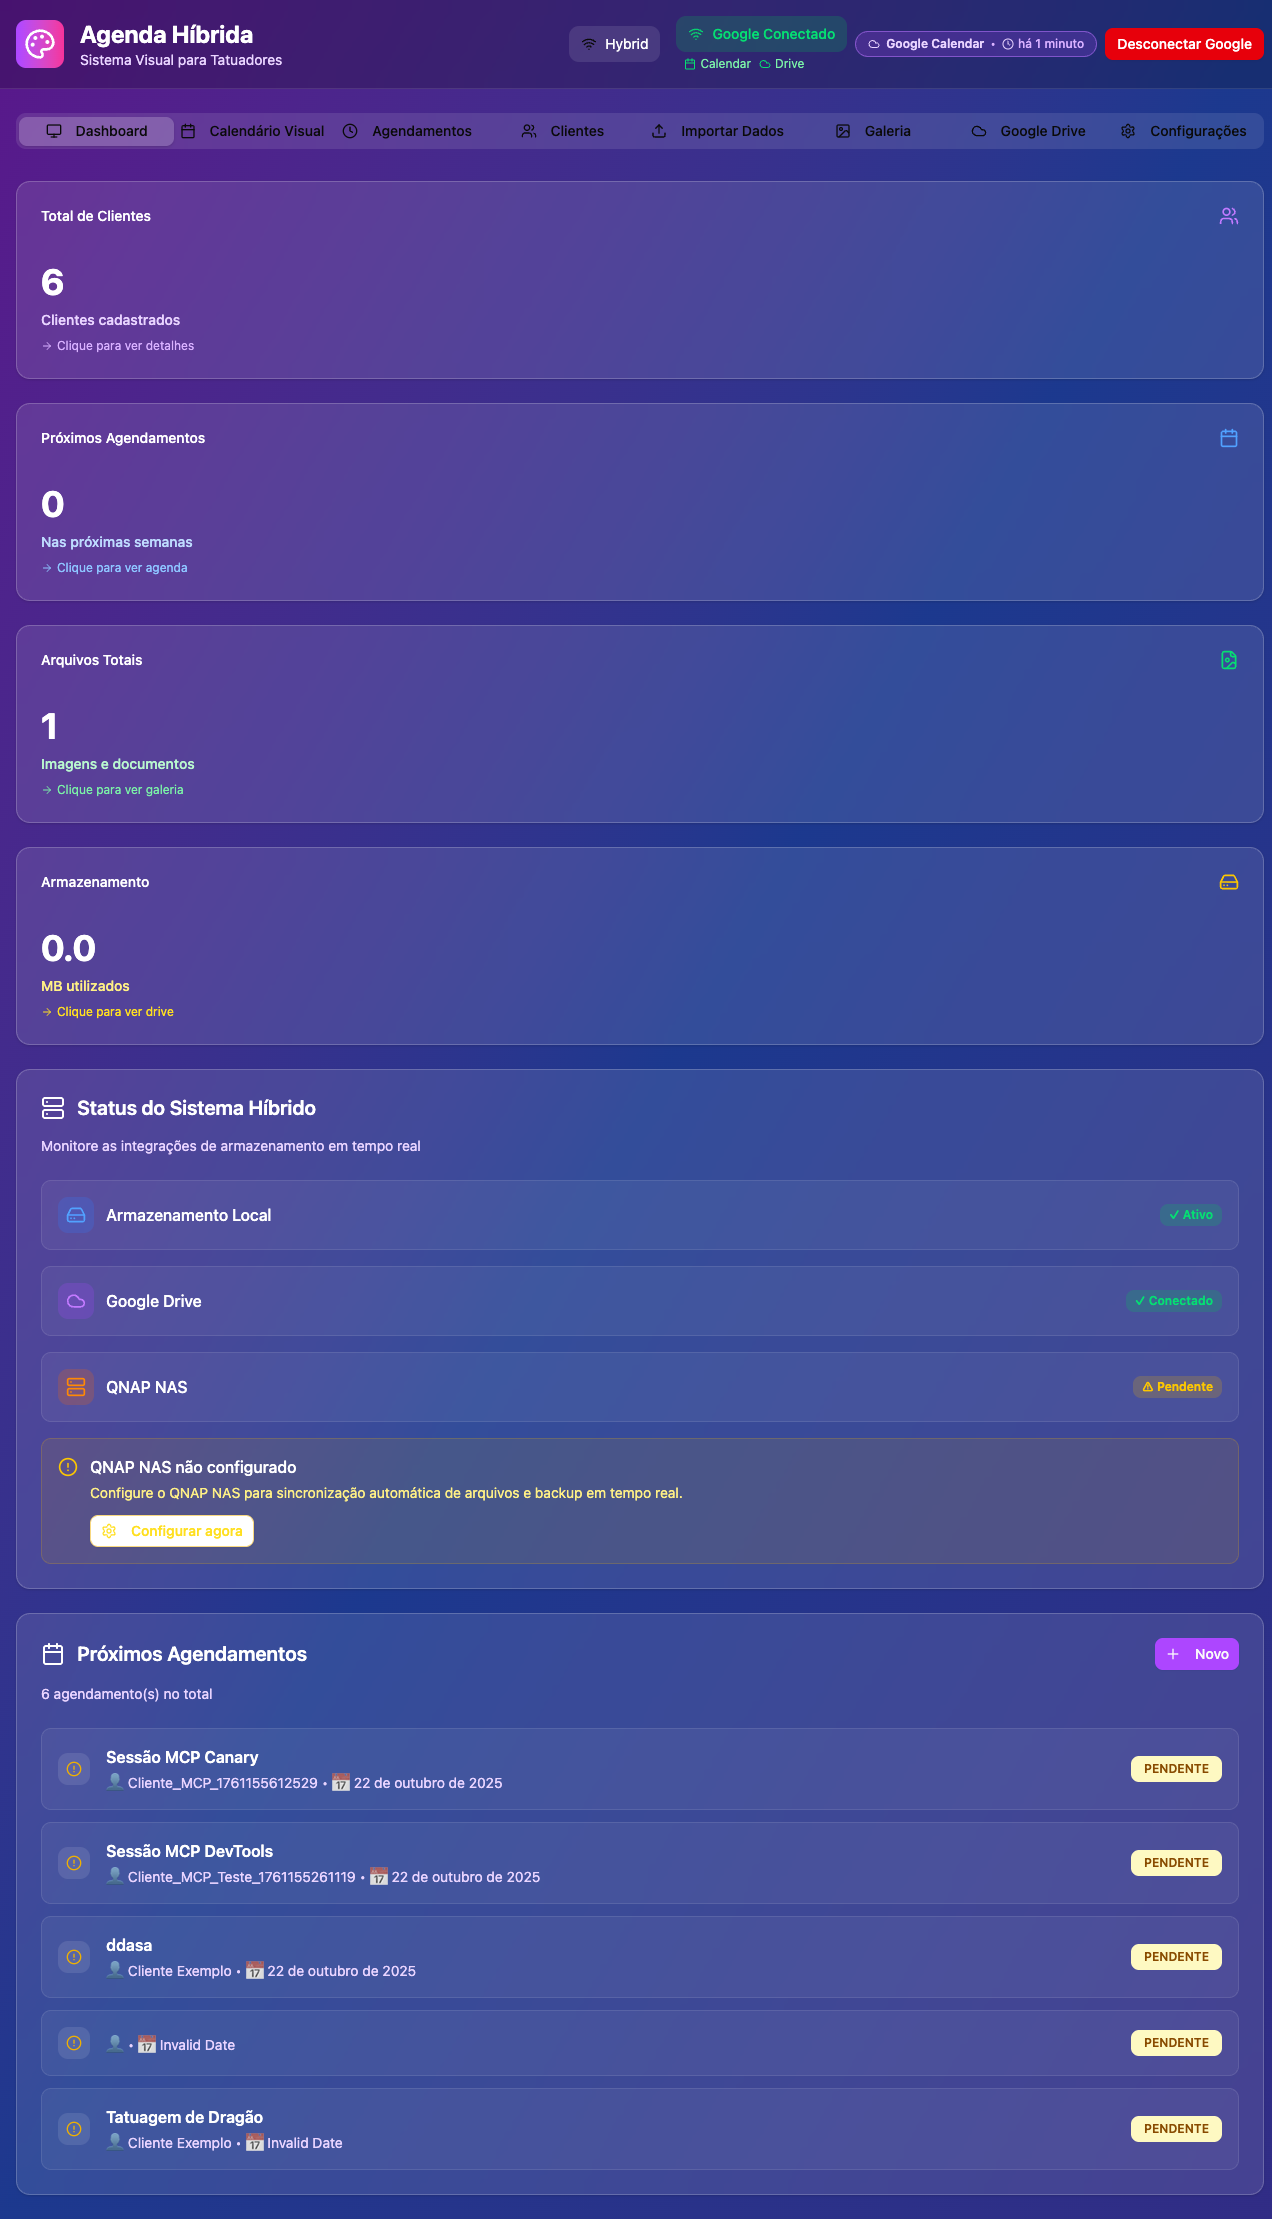 Agenda Híbrida
Sistema Visual para Tatuadores
Hybrid
Google Conectado
Calendar Drive
Google Calendar • há 1 minuto
Desconectar Google
Dashboard Calendário Visual Agendamentos Clientes Importar Dados Galeria Google Drive Configurações
Total de Clientes
6
Clientes cadastrados
→ Clique para ver detalhes
Próximos Agendamentos
0
Nas próximas semanas
→ Clique para ver agenda
Arquivos Totais
1
Imagens e documentos
→ Clique para ver galeria
Armazenamento
0.0
MB utilizados
→ Clique para ver drive
Status do Sistema Híbrido
Monitore as integrações de armazenamento em tempo real
Armazenamento Local
✓ Ativo
Google Drive
✓ Conectado
QNAP NAS
⚠ Pendente
QNAP NAS não configurado
Configure o QNAP NAS para sincronização automática de arquivos e backup em tempo real.
Configurar agora
Próximos Agendamentos
+ Novo
6 agendamento(s) no total
Sessão MCP Canary
👤 Cliente_MCP_1761155612529 • 📅 22 de outubro de 2025
PENDENTE
Sessão MCP DevTools
👤 Cliente_MCP_Teste_1761155261119 • 📅 22 de outubro de 2025
PENDENTE
ddasa
👤 Cliente Exemplo • 📅 22 de outubro de 2025
PENDENTE
👤 • 📅 Invalid Date
PENDENTE
Tatuagem de Dragão
👤 Cliente Exemplo • 📅 Invalid Date
PENDENTE